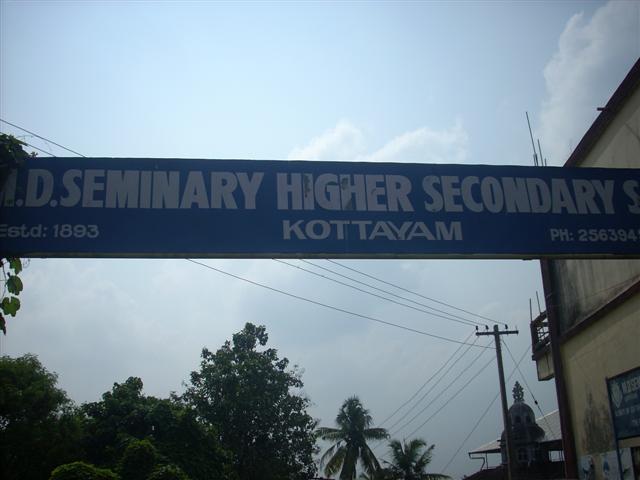 M.D.SEMINARY HIGHER SECONDARY S
Estd: 1893
KOTTAYAM
PH: 256394